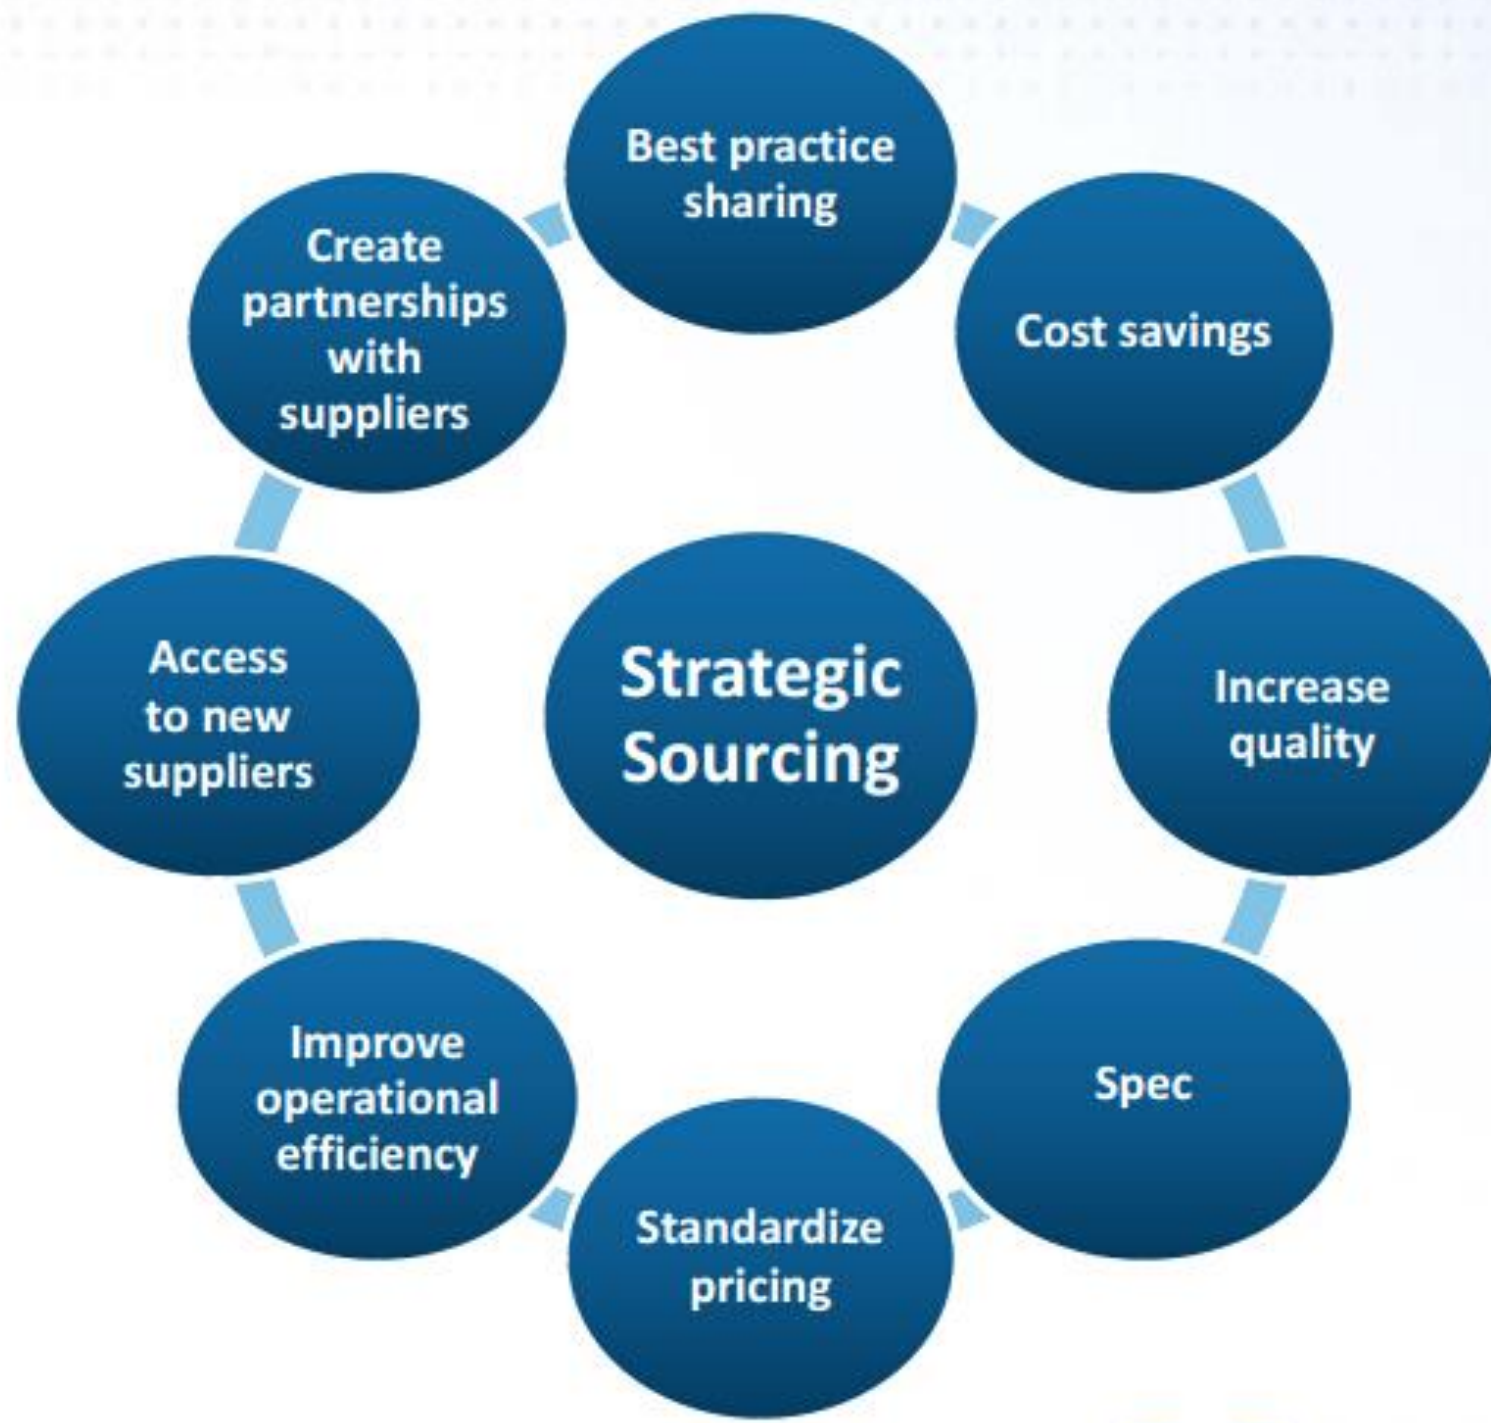 Best practice
sharing
Cost savings
Increase
quality
Spec
Standardize
pricing
Improve
operational
efficiency
Access
to new
suppliers
Create
partnerships
with
suppliers
Strategic
Sourcing